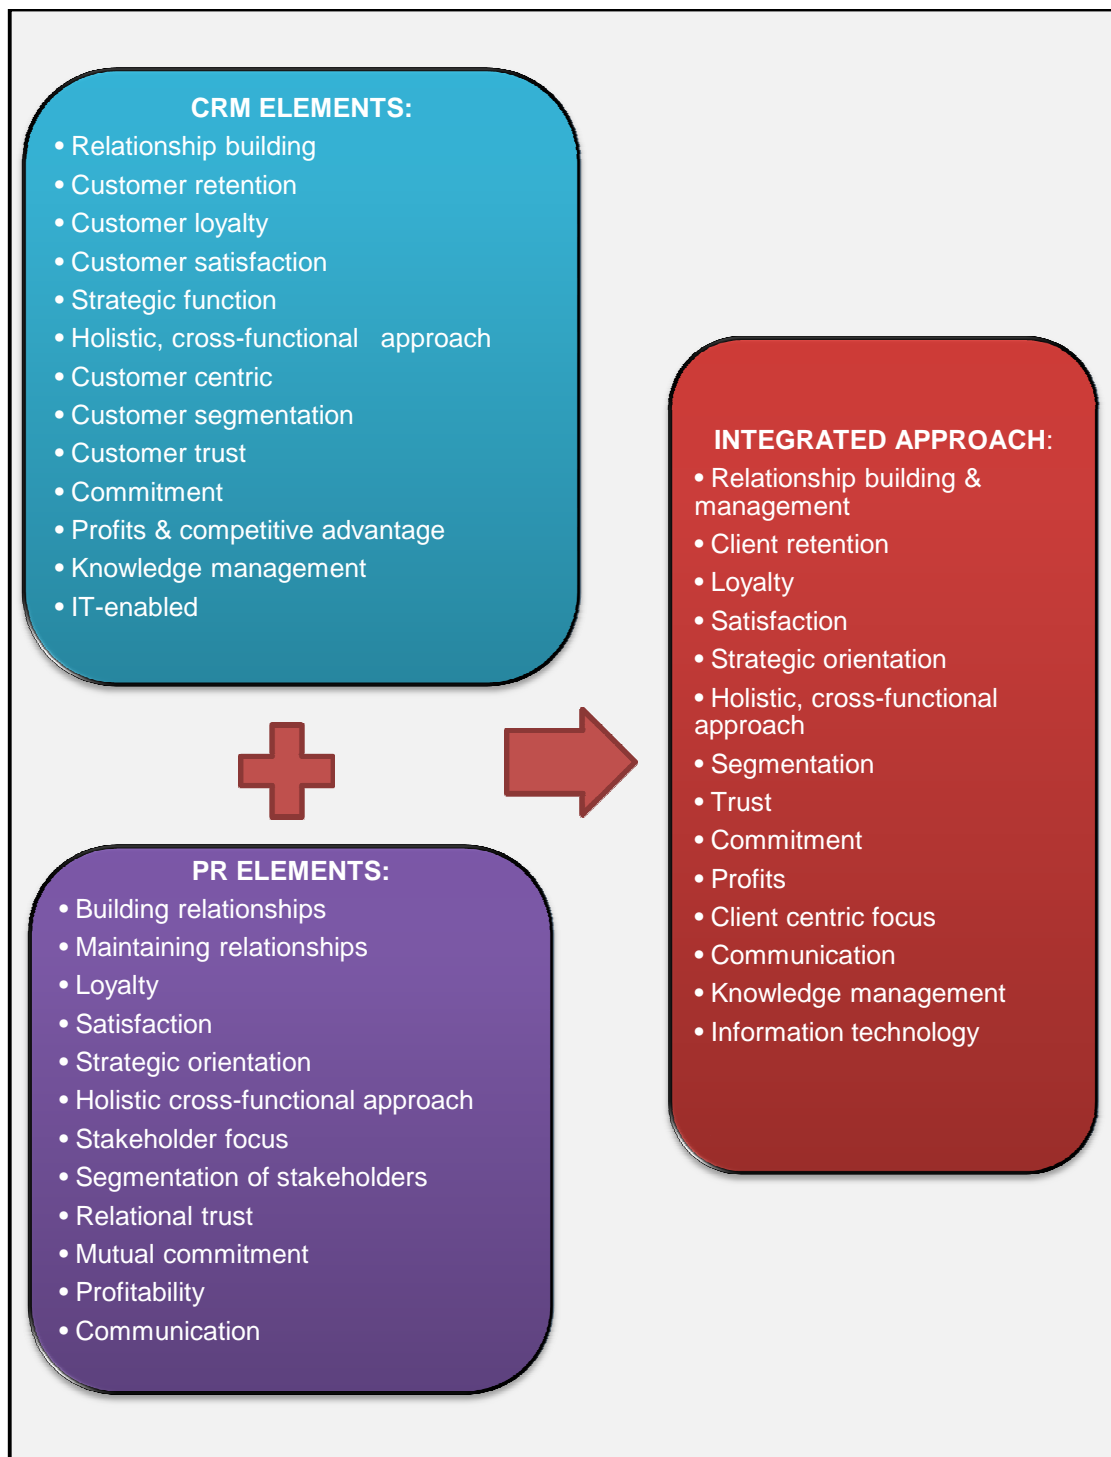 CRM ELEMENTS:
• Relationship building
• Customer retention
• Customer loyalty
• Customer satisfaction
• Strategic function
• Holistic, cross-functional approach
• Customer centric
• Customer segmentation
• Customer trust
• Commitment
• Profits & competitive advantage
• Knowledge management
• IT-enabled
PR ELEMENTS:
• Building relationships
• Maintaining relationships
• Loyalty
• Satisfaction
• Strategic orientation
• Holistic cross-functional approach
• Stakeholder focus
• Segmentation of stakeholders
• Relational trust
• Mutual commitment
• Profitability
• Communication
INTEGRATED APPROACH:
• Relationship building &
management
• Client retention
• Loyalty
• Satisfaction
• Strategic orientation
• Holistic, cross-functional
approach
• Segmentation
• Trust
• Commitment
• Profits
• Client centric focus
• Communication
• Knowledge management
• Information technology